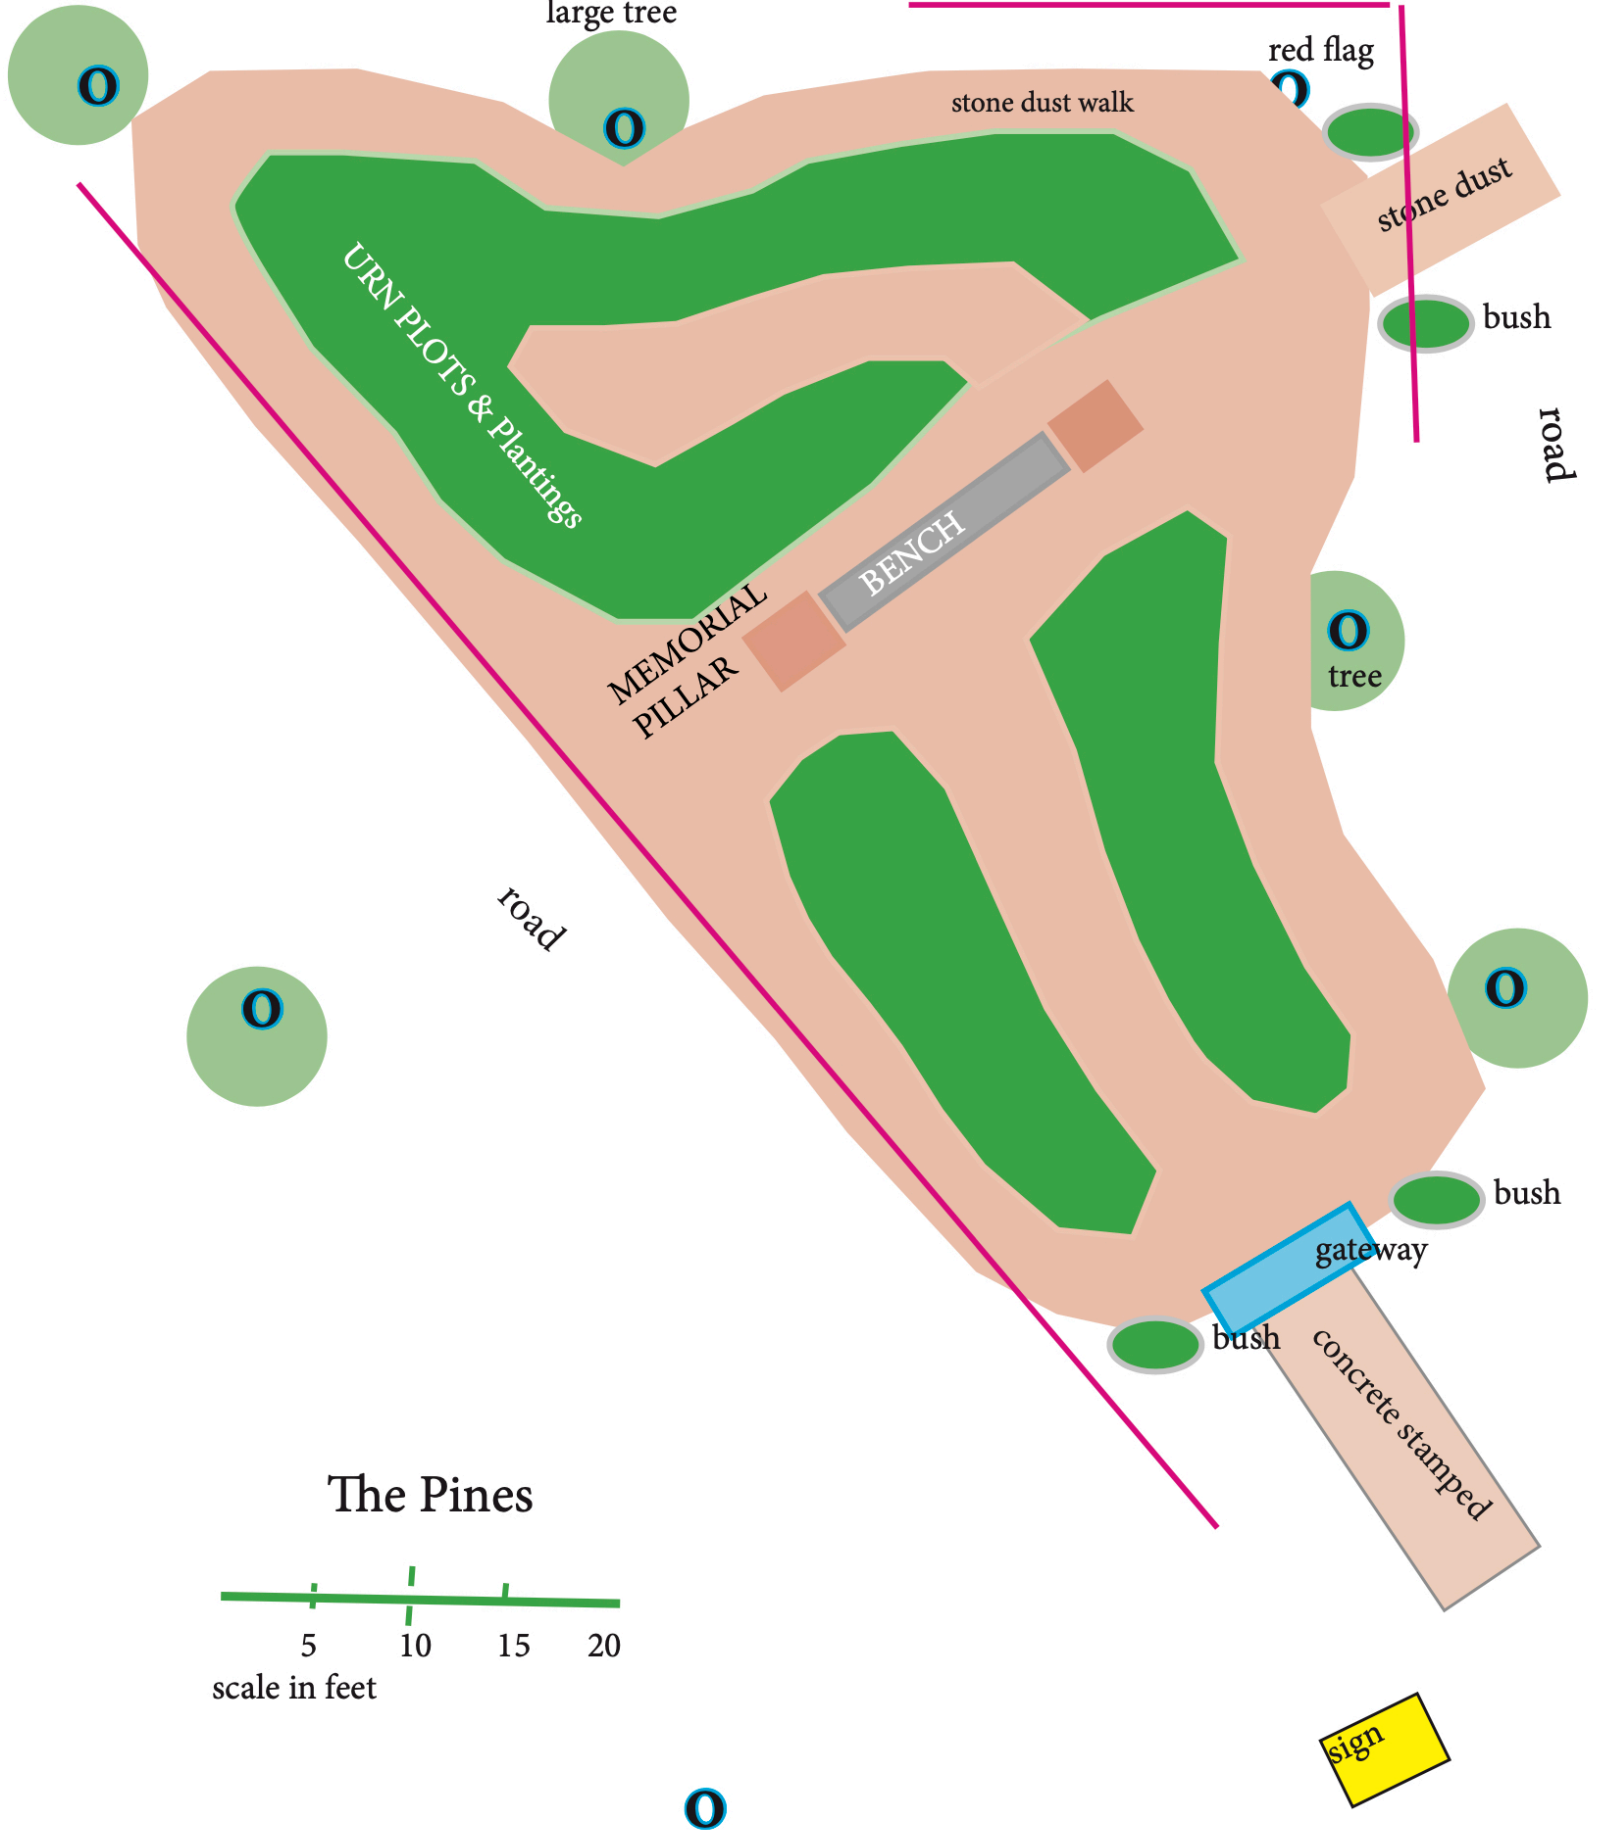 large tree
red flag
O
O
O
stone dust walk
stone dust
URN PLOTS & Plantings
bush
road
BENCH
MEMORIAL
PILLAR
O
tree
road
O
O
bush
gateway
bush
concrete stamped
The Pines
5 10 15 20
scale in feet
sign
O